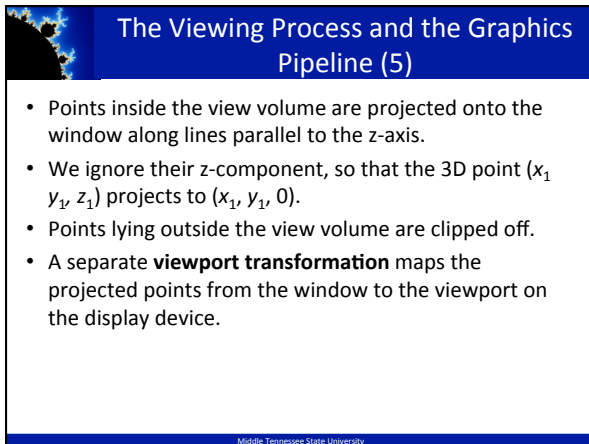 The Viewing Process and the Graphics
Pipeline (5)
• Points inside the view volume are projected onto the
window along lines parallel to the z-axis.
• We ignore their z-component, so that the 3D point (x₁
y₁, z₁) projects to (x₁, y₁, 0).
• Points lying outside the view volume are clipped off.
• A separate viewport transformation maps the
projected points from the window to the viewport on
the display device.
Middle Tennessee State University